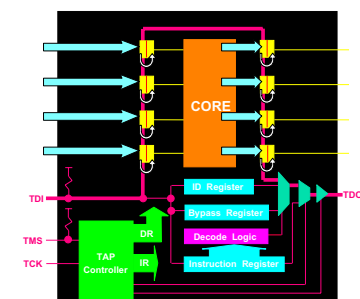 CORE
TDI
ID Register
TDO
Bypass Register
DR
TMS
Decode Logic
TAP
Controller
TCK
IR
Instruction Register